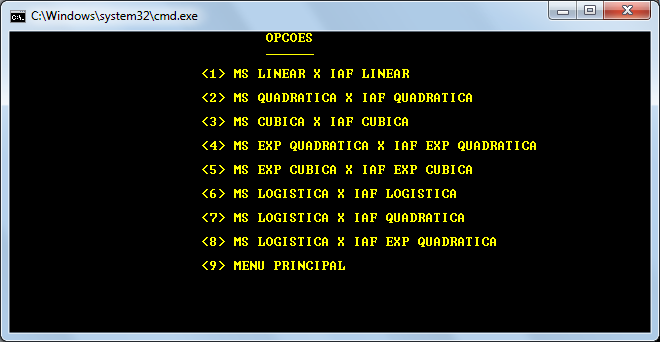 C:\Windows\system32\cmd.exe
OPCOES
<1> MS LINEAR X IAF LINEAR
<2> MS QUADRATICA X IAF QUADRATICA
<3> MS CUBICA X IAF CUBICA
<4> MS EXP QUADRATICA X IAF EXP QUADRATICA
<5> MS EXP CUBICA X IAF EXP CUBICA
<6> MS LOGISTICA X IAF LOGISTICA
<7> MS LOGISTICA X IAF QUADRATICA
<8> MS LOGISTICA X IAF EXP QUADRATICA
<9> MENU PRINCIPAL